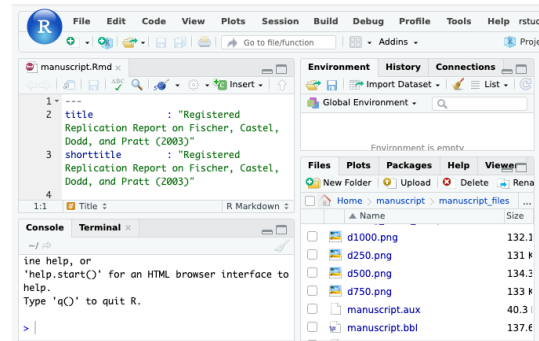 R
File Edit Code View Plots Session Build Debug Profile Tools Help
Go to file/function Addins
manuscript.Rmd
Environment History Connections
ABC Insert
Import Dataset List
Global Environment
1 ---
2 title : "Registered
Replication Report on Fischer, Castel,
Dodd, and Pratt (2003)"
3 shorttitle : "Registered
Replication Report on Fischer, Castel,
Dodd, and Pratt (2003)"
4
1:1 Title R Markdown
Environment is empty
Files Plots Packages Help Viewer
New Folder Upload Delete
Home manuscript manuscript_files ...
Name Size
d1000.png 132.1
d250.png 131 K
d500.png 134.3
d750.png 133 K
manuscript.aux 40.3
manuscript.bbl 137.6
Console Terminal
~/
ine help, or
'help.start()' for an HTML browser interface to
help.
Type 'q()' to quit R.
>